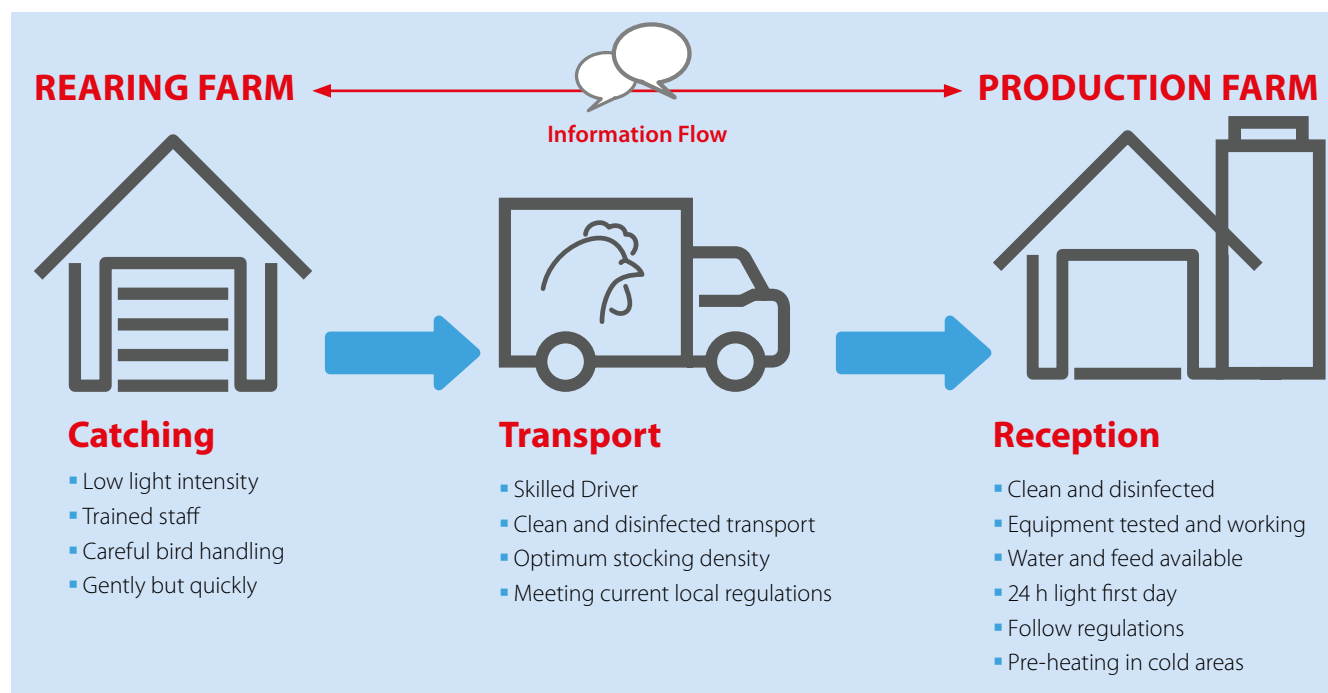 REARING FARM
Information Flow
PRODUCTION FARM
Catching
▪ Low light intensity
▪ Trained staff
▪ Careful bird handling
▪ Gently but quickly
Transport
▪ Skilled Driver
▪ Clean and disinfected transport
▪ Optimum stocking density
▪ Meeting current local regulations
Reception
▪ Clean and disinfected
▪ Equipment tested and working
▪ Water and feed available
▪ 24 h light first day
▪ Follow regulations
▪ Pre-heating in cold areas